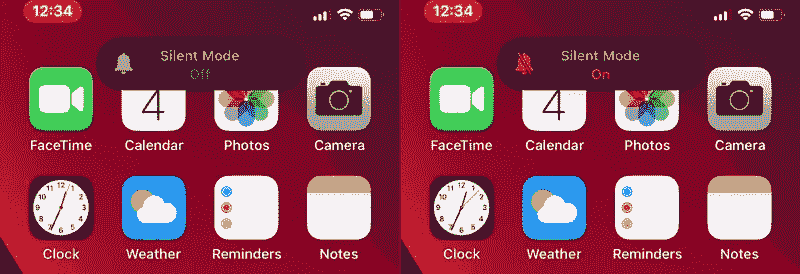 12:34
Silent Mode
Off
4
FaceTime
Calendar
Photos
Camera
Clock
Weather
Reminders
Notes
12:34
Silent Mode
On
4
FaceTime
Calendar
Photos
Camera
Clock
Weather
Reminders
Notes